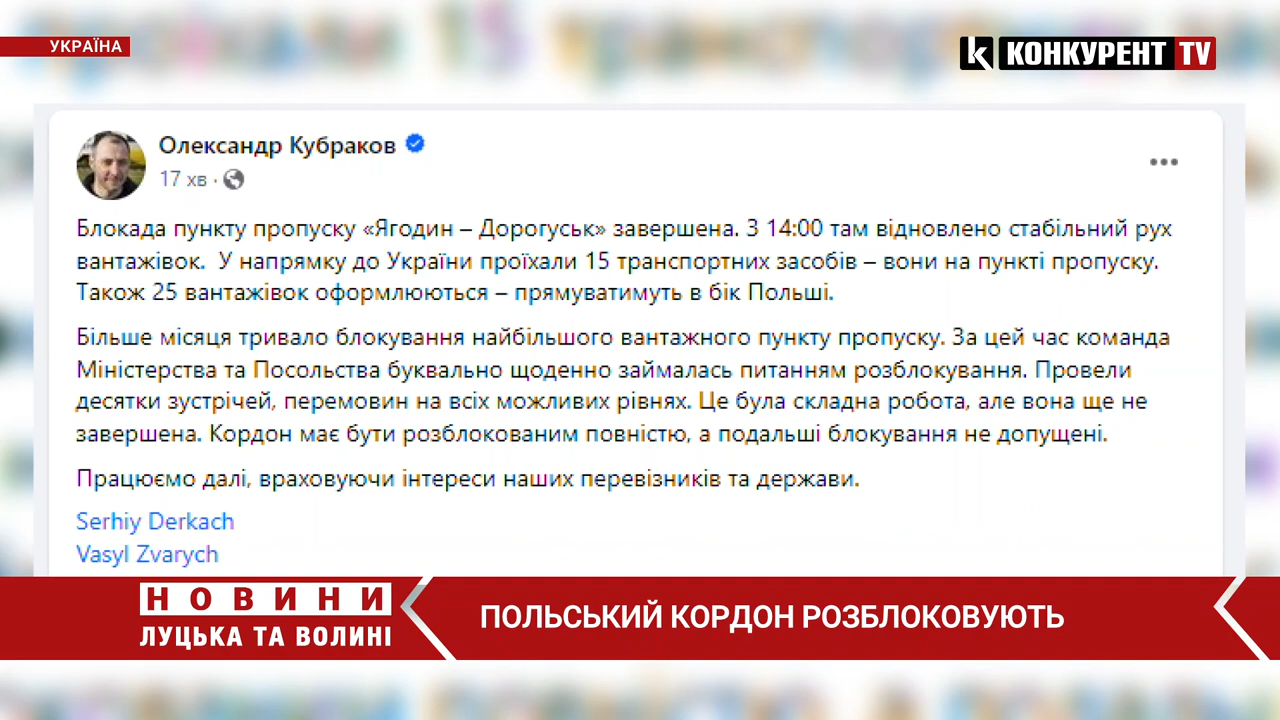 УКРАЇНА
КОНКУРЕНТ TV
Олександр Кубраков
17 хв ·
Блокада пункту пропуску «Ягодин – Дорогуськ» завершена. З 14:00 там відновлено стабільний рух
вантажівок. У напрямку до України проїхали 15 транспортних засобів – вони на пункті пропуску.
Також 25 вантажівок оформлюються – прямуватимуть в бік Польші.
Більше місяця тривало блокування найбільшого вантажного пункту пропуску. За цей час команда
Міністерства та Посольства буквально щоденно займалась питанням розблокування. Провели
десятки зустрічей, перемовин на всіх можливих рівнях. Це була складна робота, але вона ще не
завершена. Кордон має бути розблокованим повністю, а подальші блокування не допущені.
Працюємо далі, враховуючи інтереси наших перевізників та держави.
Serhiy Derkach
Vasyl Zvarych
НОВИНИ
ЛУЦЬКА ТА ВОЛИНІ
ПОЛЬСЬКИЙ КОРДОН РОЗБЛОКОВУЮТЬ